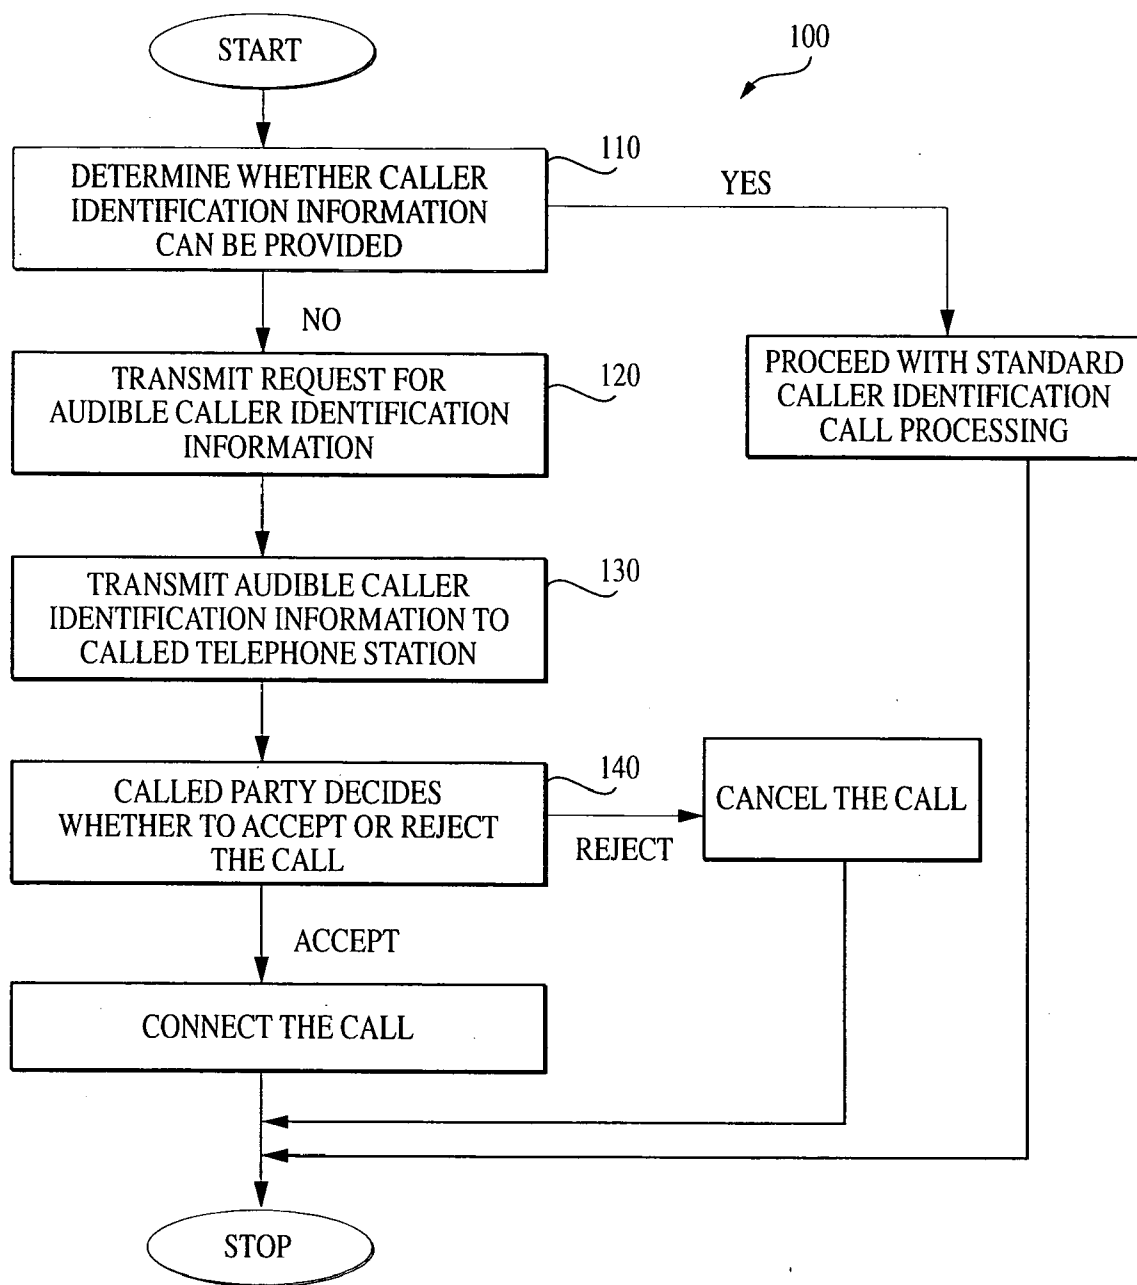 START
100
110
DETERMINE WHETHER CALLER
IDENTIFICATION INFORMATION
CAN BE PROVIDED
YES
NO
120
TRANSMIT REQUEST FOR
AUDIBLE CALLER IDENTIFICATION
INFORMATION
PROCEED WITH STANDARD
CALLER IDENTIFICATION
CALL PROCESSING
130
TRANSMIT AUDIBLE CALLER
IDENTIFICATION INFORMATION TO
CALLED TELEPHONE STATION
140
CALLED PARTY DECIDES
WHETHER TO ACCEPT OR REJECT
THE CALL
REJECT
CANCEL THE CALL
ACCEPT
CONNECT THE CALL
STOP